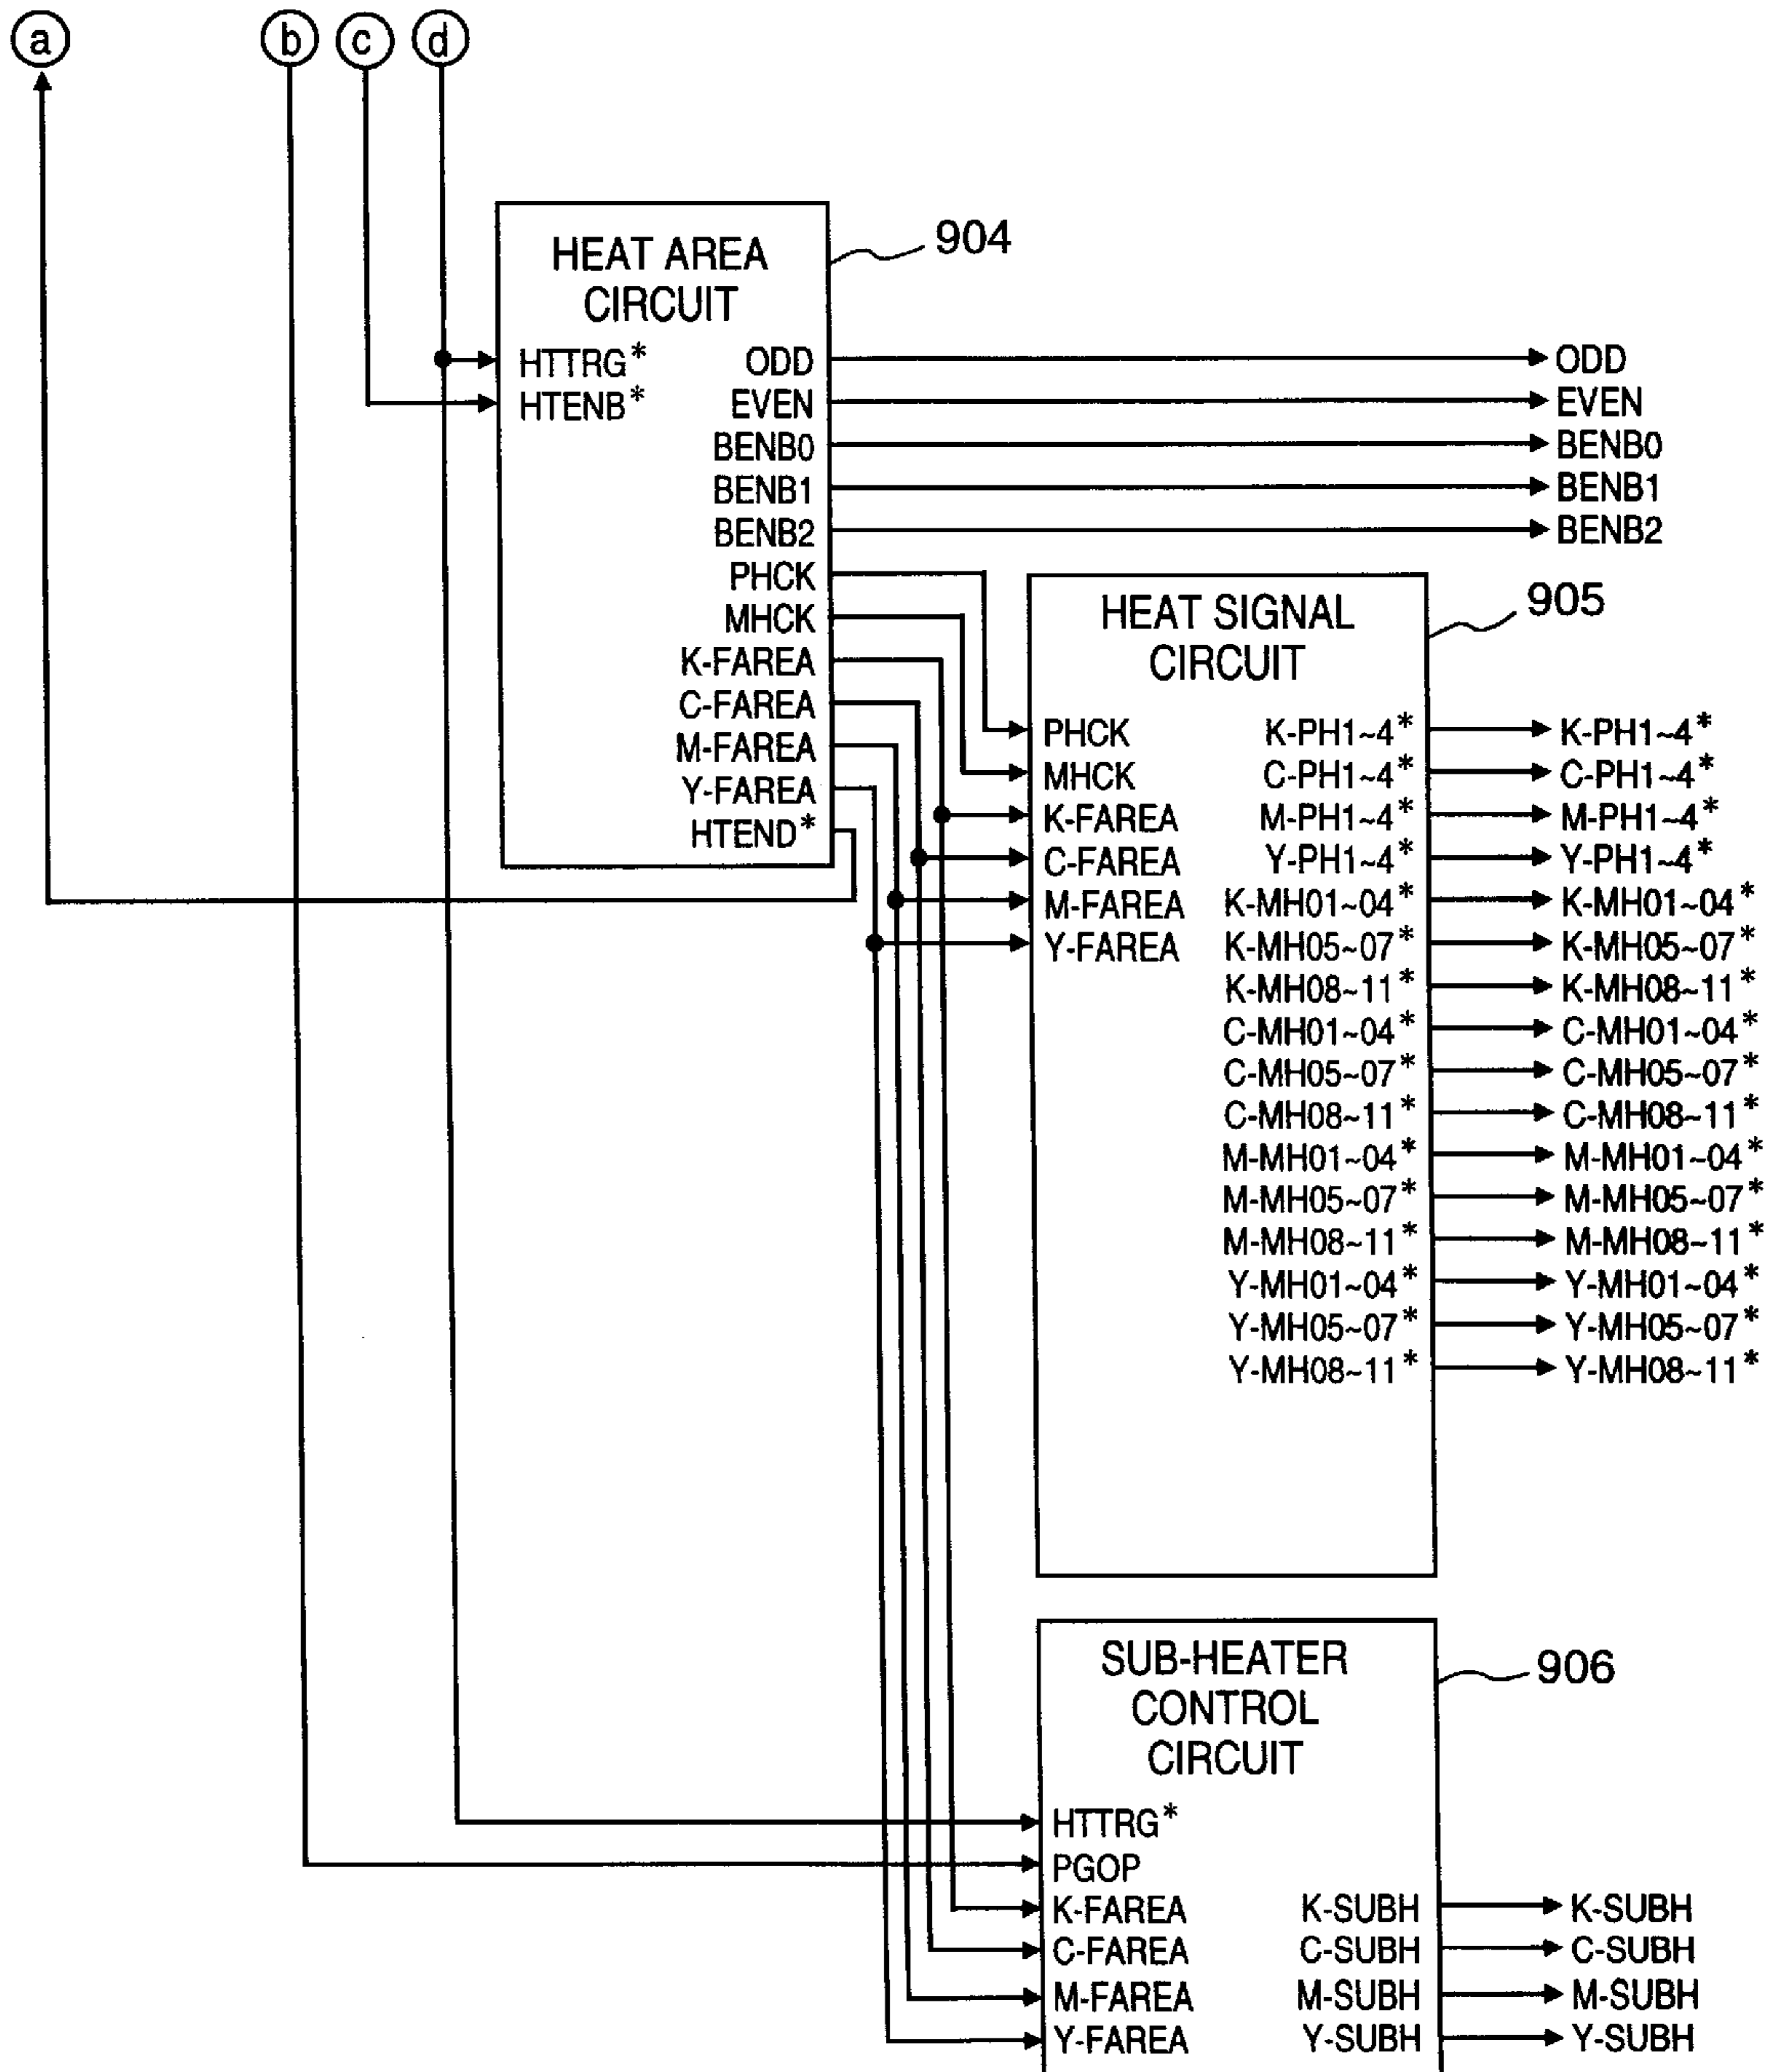 a b c d
HEAT AREA
CIRCUIT
904
HTTRG* ODD ODD
HTENB* EVEN EVEN
BENB0 BENB0
BENB1 BENB1
BENB2 BENB2
PHCK
MHCK
K-FAREA
C-FAREA
M-FAREA
Y-FAREA
HTEND*
HEAT SIGNAL
CIRCUIT
905
PHCK K-PH1~4* K-PH1~4*
MHCK C-PH1~4* C-PH1~4*
K-FAREA M-PH1~4* M-PH1~4*
C-FAREA Y-PH1~4* Y-PH1~4*
M-FAREA K-MH01~04* K-MH01~04*
Y-FAREA K-MH05~07* K-MH05~07*
K-MH08~11* K-MH08~11*
C-MH01~04* C-MH01~04*
C-MH05~07* C-MH05~07*
C-MH08~11* C-MH08~11*
M-MH01~04* M-MH01~04*
M-MH05~07* M-MH05~07*
M-MH08~11* M-MH08~11*
Y-MH01~04* Y-MH01~04*
Y-MH05~07* Y-MH05~07*
Y-MH08~11* Y-MH08~11*
SUB-HEATER
CONTROL
CIRCUIT
906
HTTRG*
PGOP
K-FAREA K-SUBH K-SUBH
C-FAREA C-SUBH C-SUBH
M-FAREA M-SUBH M-SUBH
Y-FAREA Y-SUBH Y-SUBH